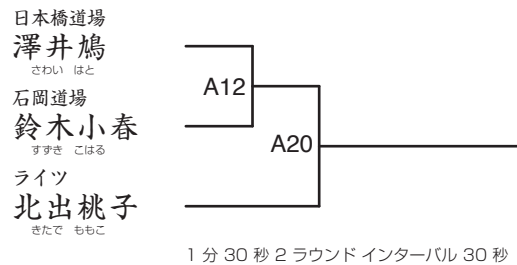 日本橋道場
澤井鳩
さわい はと
石岡道場
鈴木小春
すずき こはる
ライツ
北出桃子
きたで ももこ
A12
A20
1 分 30 秒 2 ラウンド インターバル 30 秒